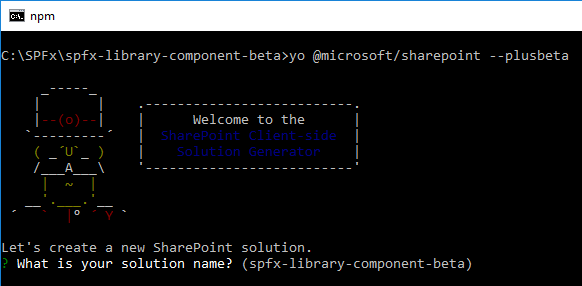 npm
C:\SPFx\spfx-library-component-beta>yo @microsoft/sharepoint --plusbeta
Welcome to the
SharePoint Client-side
Solution Generator
Let's create a new SharePoint solution.
? What is your solution name? (spfx-library-component-beta)